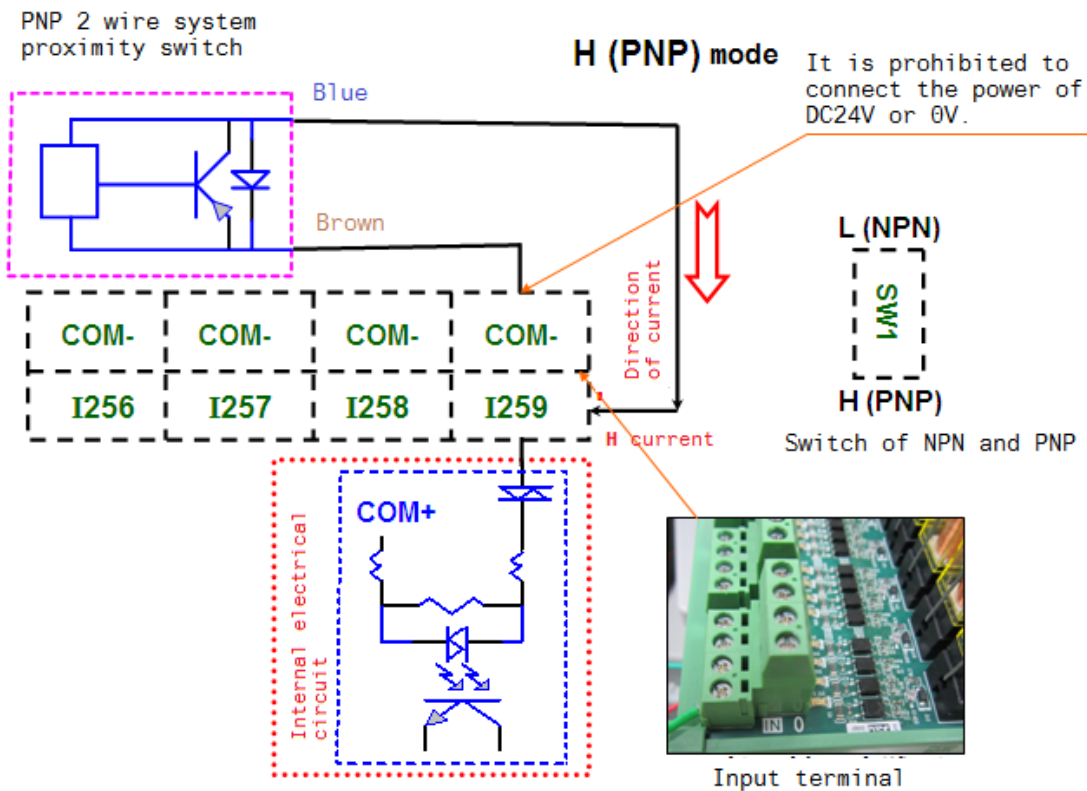 PNP 2 wire system
proximity switch
H (PNP) mode
It is prohibited to
connect the power of
DC24V or 0V.
Blue
Brown
L (NPN)
SW1
H (PNP)
Switch of NPN and PNP
Direction
of current
COM- COM- COM- COM-
I256 I257 I258 I259
H current
COM+
Internal electrical
circuit
IN 0
Input terminal